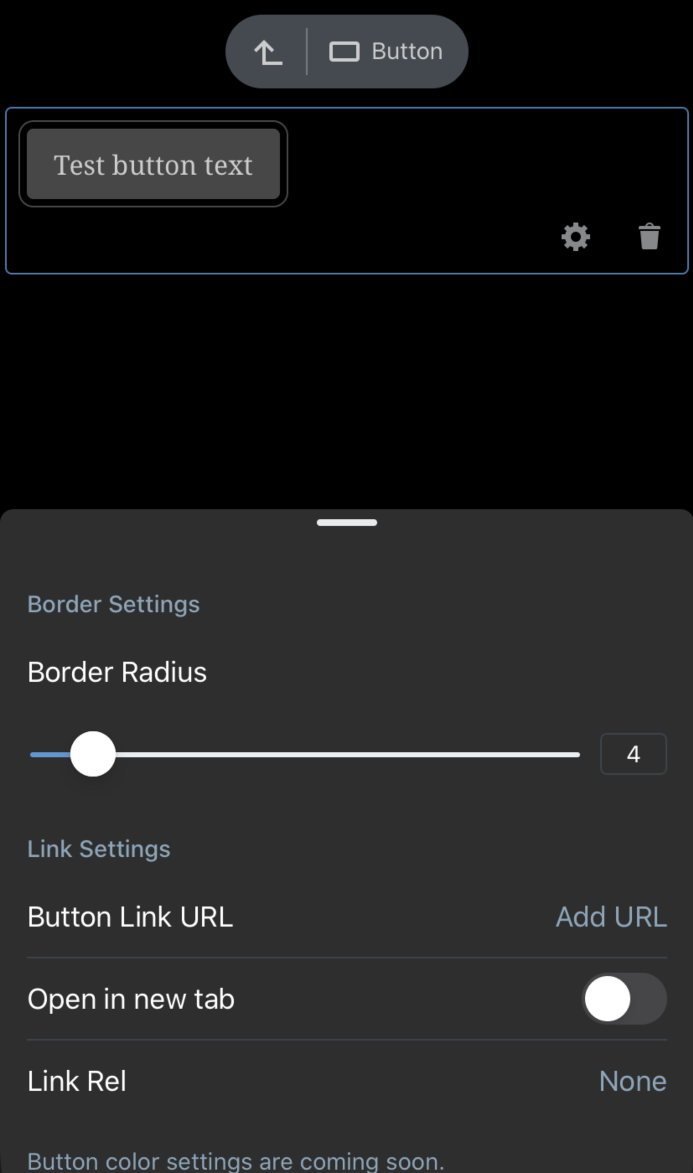 Button
Test button text
Border Settings
Border Radius
4
Link Settings
Button Link URL Add URL
Open in new tab
Link Rel None
Button color settings are coming soon.